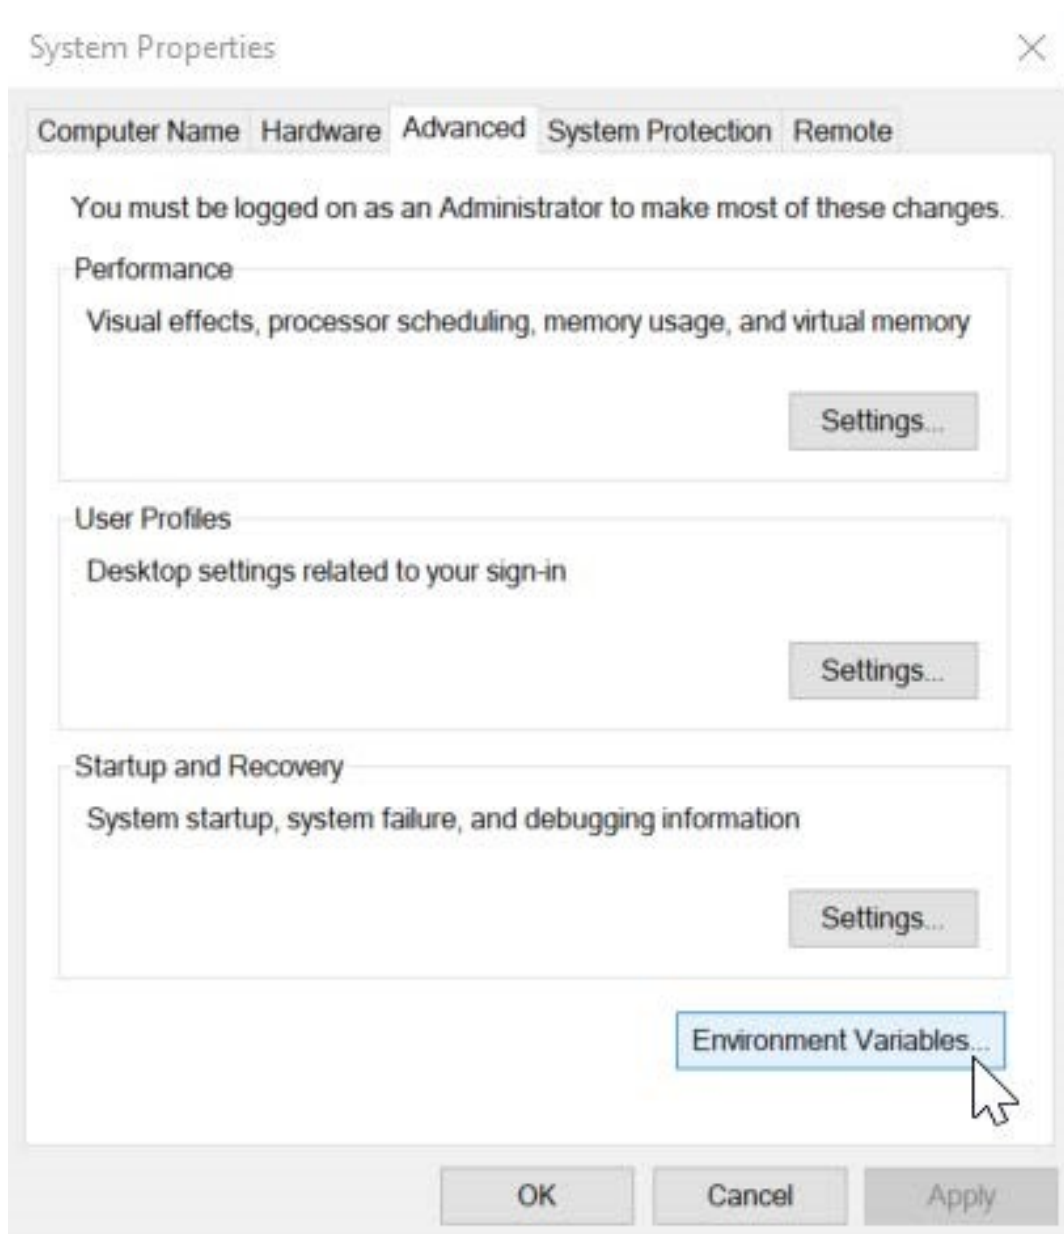 System Properties
Computer Name Hardware Advanced System Protection Remote
You must be logged on as an Administrator to make most of these changes.
Performance
Visual effects, processor scheduling, memory usage, and virtual memory
Settings...
User Profiles
Desktop settings related to your sign-in
Settings...
Startup and Recovery
System startup, system failure, and debugging information
Settings...
Environment Variables...
OK Cancel Apply